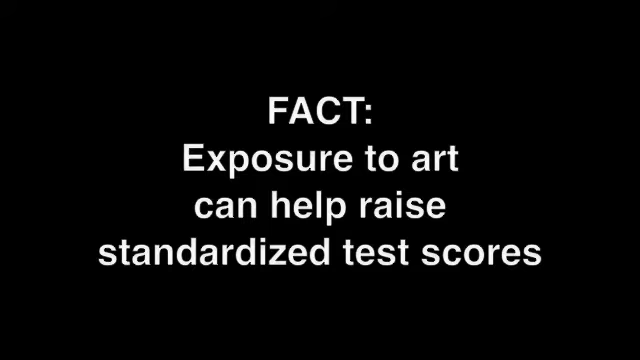 FACT:
Exposure to art
can help raise
standardized test scores